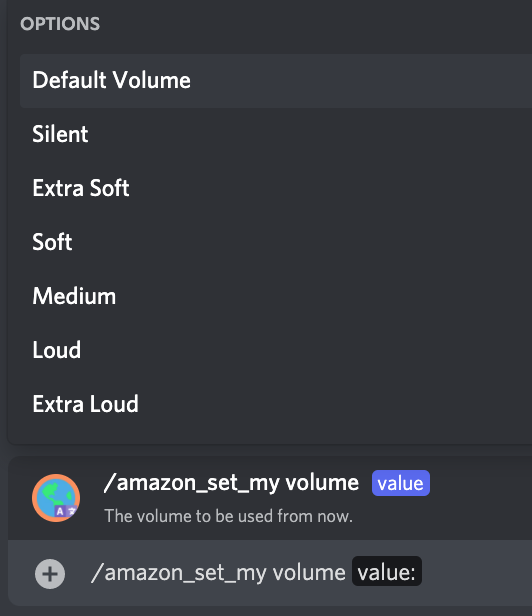 OPTIONS
Default Volume
Silent
Extra Soft
Soft
Medium
Loud
Extra Loud
/amazon_set_my volume value
The volume to be used from now.
/amazon_set_my volume value: